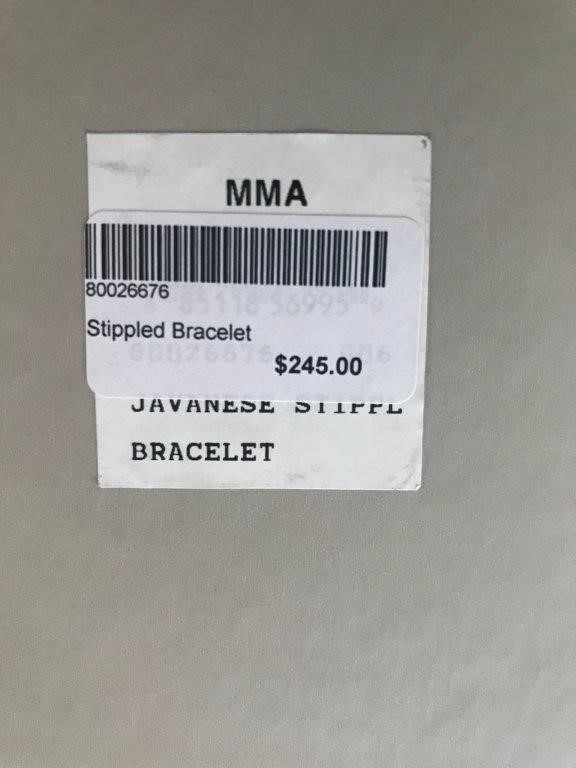 MMA
80026676
Stippled Bracelet
$245.00
JAVANESE STIPPL
BRACELET